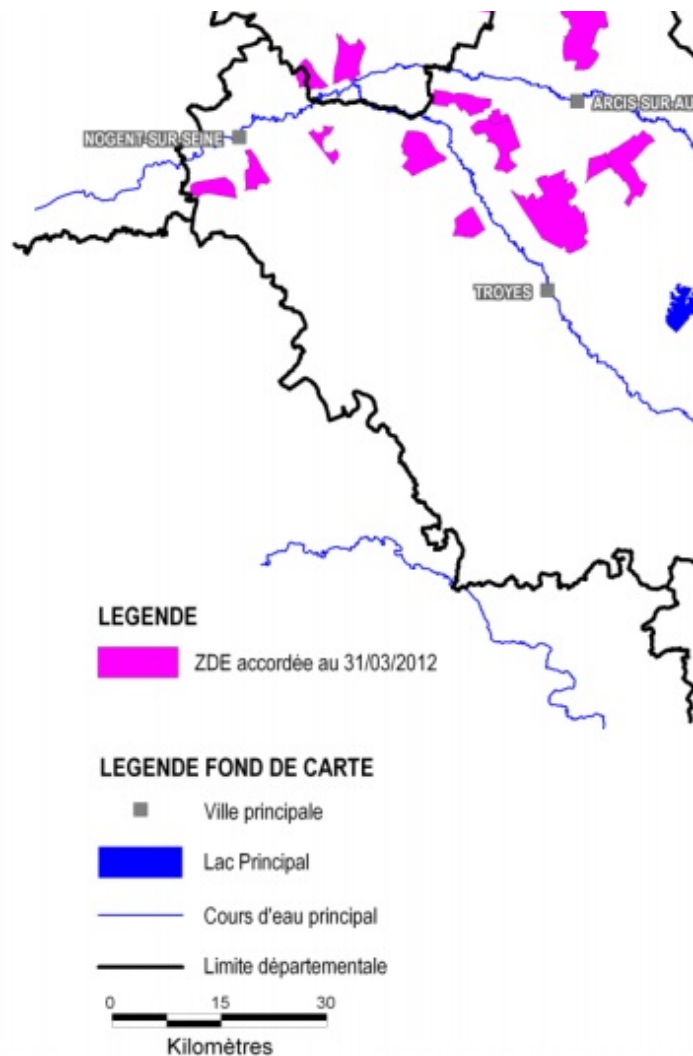 NOGENT-SUR-SEINE
ARCIS-SUR-AU
TROYES
LEGENDE
ZDE accordée au 31/03/2012
LEGENDE FOND DE CARTE
Ville principale
Lac Principal
Cours d'eau principal
Limite départementale
0 15 30
Kilomètres